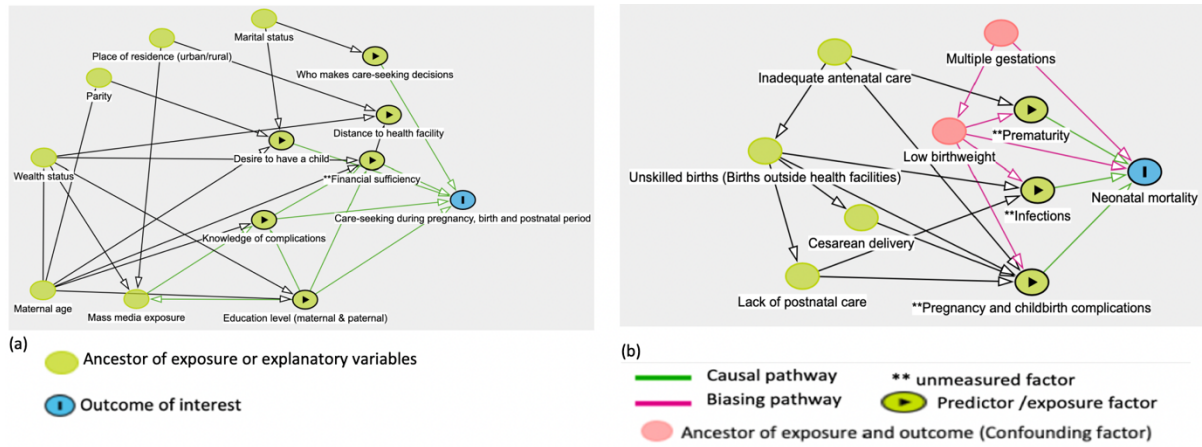 Marital status
Place of residence (urban/rural)
Who makes care-seeking decisions
Parity
Distance to health facility
Desire to have a child
Wealth status
**Financial sufficiency
Care-seeking during pregnancy, birth and postnatal period
Knowledge of complications
Maternal age
Mass media exposure
Education level (maternal & paternal)
(a)
Ancestor of exposure or explanatory variables
Outcome of interest
Multiple gestations
Inadequate antenatal care
**Prematurity
Low birthweight
Unskilled births (Births outside health facilities)
Neonatal mortality
**Infections
Cesarean delivery
Lack of postnatal care
**Pregnancy and childbirth complications
(b)
Causal pathway
** unmeasured factor
Biasing pathway
Predictor /exposure factor
Ancestor of exposure and outcome (Confounding factor)